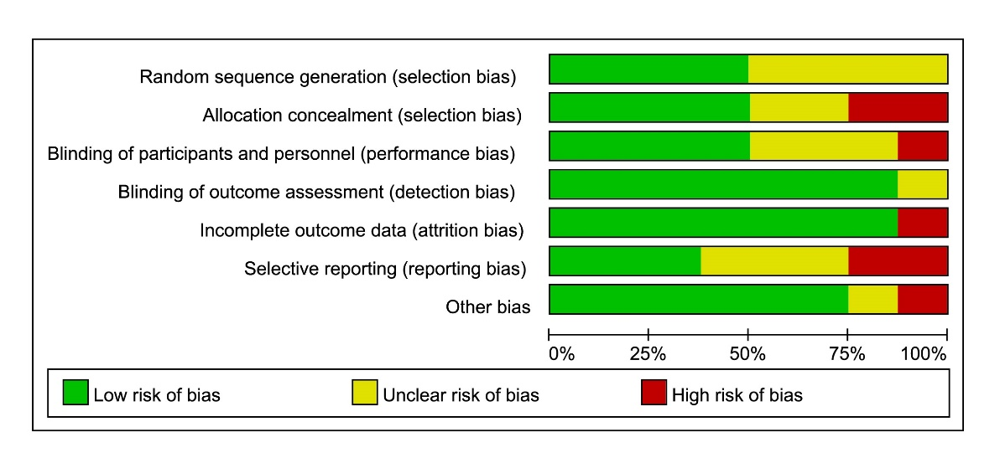 Random sequence generation (selection bias)
Allocation concealment (selection bias)
Blinding of participants and personnel (performance bias)
Blinding of outcome assessment (detection bias)
Incomplete outcome data (attrition bias)
Selective reporting (reporting bias)
Other bias
0% 25% 50% 75% 100%
Low risk of bias Unclear risk of bias High risk of bias